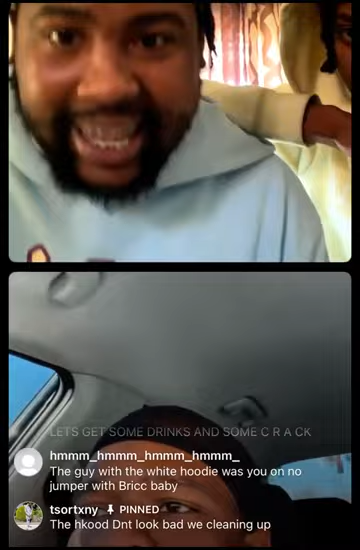 LETS GET SOME DRINKS AND SOME C R A CK
hmmm_hmmm_hmmm_hmmm_
The guy with the white hoodie was you on no
jumper with Bricc baby
tsortxny PINNED
The hkood Dnt look bad we cleaning up